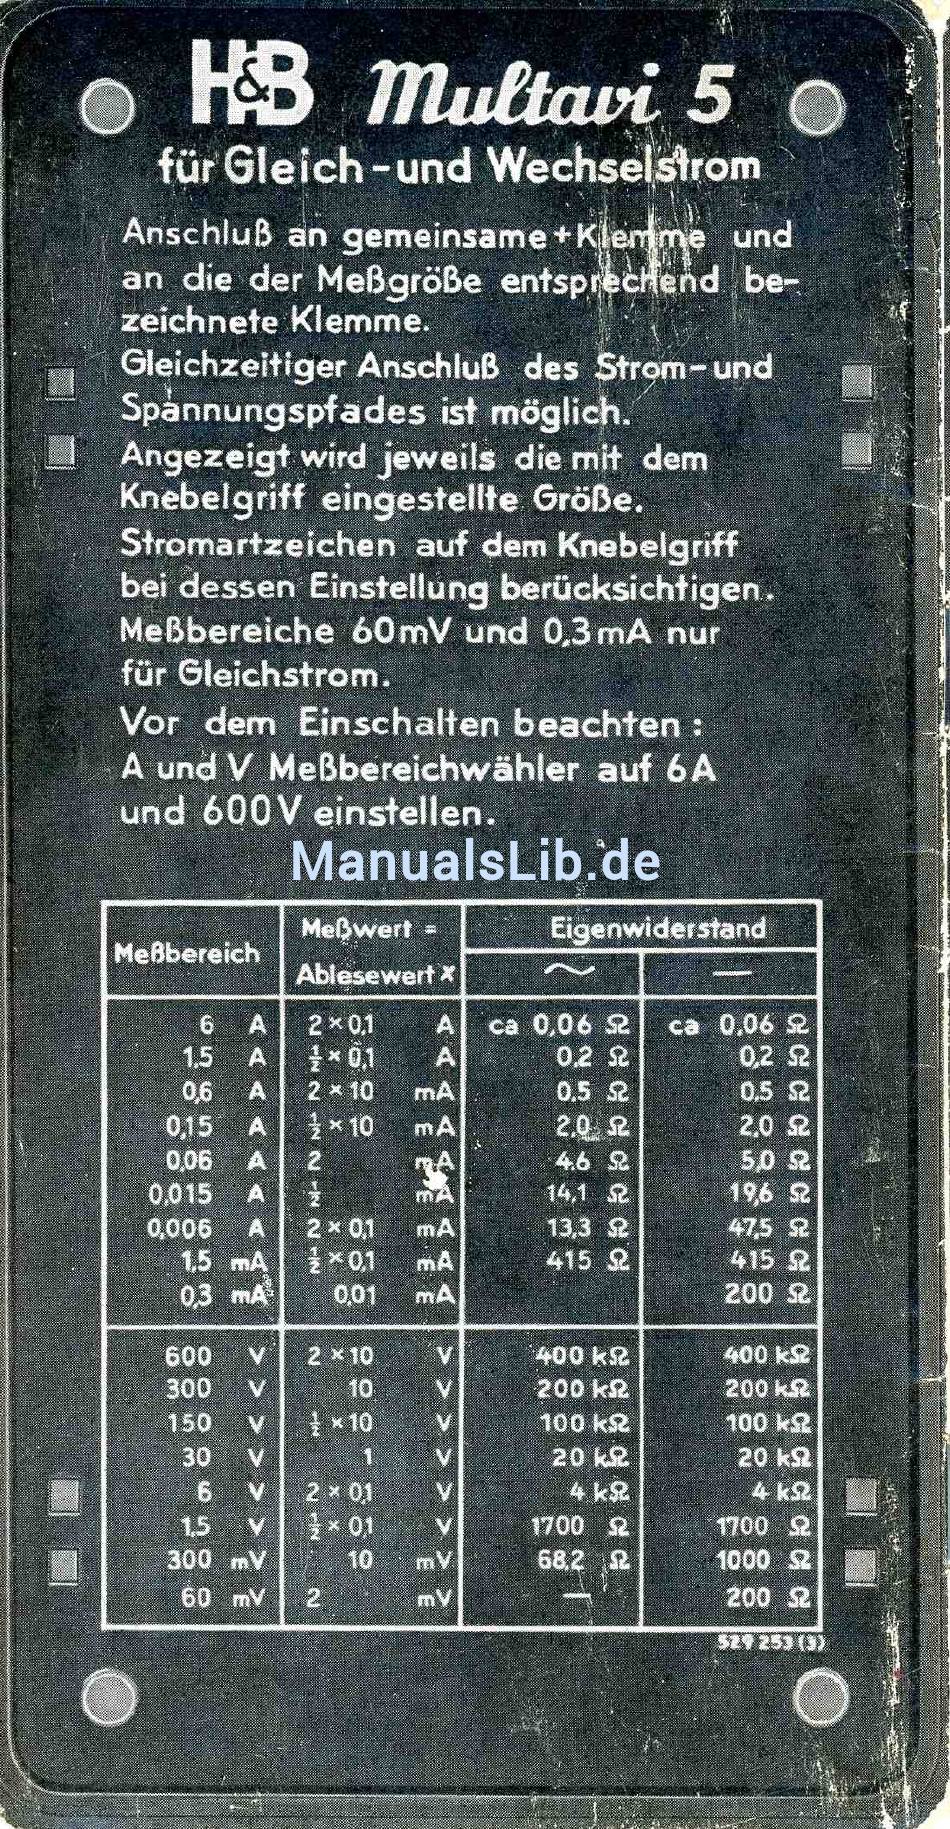 H&B Multavi 5
für Gleich-und Wechselstrom
Anschluß an gemeinsame + Klemme und
an die der Meßgröße entsprechend be-
zeichnete Klemme.
Gleichzeitiger Anschluß des Strom-und
Spannungspfades ist möglich.
Angezeigt wird jeweils die mit dem
Knebelgriff eingestellte Größe.
Stromartzeichen auf dem Knebelgriff
bei dessen Einstellung berücksichtigen.
Meßbereiche 60mV und 0,3mA nur
für Gleichstrom.
Vor dem Einschalten beachten :
A und V Meßbereichwähler auf 6A
und 600V einstellen.
ManualsLib.de
Meßbereich Meßwert = Ablesewert x Eigenwiderstand
~ —
6 A 2 × 0,1 A ca 0,06 Ω ca 0,06 Ω
1,5 A ½ × 0,1 A 0,2 Ω 0,2 Ω
0,6 A 2 × 10 mA 0,5 Ω 0,5 Ω
0,15 A ½ × 10 mA 2,0 Ω 2,0 Ω
0,06 A 2 mA 4,6 Ω 5,0 Ω
0,015 A ½ mA 14,1 Ω 19,6 Ω
0,006 A 2 × 0,1 mA 13,3 Ω 47,5 Ω
1,5 mA ½ × 0,1 mA 415 Ω 415 Ω
0,3 mA 0,01 mA 200 Ω
600 V 2 × 10 V 400 kΩ 400 kΩ
300 V 10 V 200 kΩ 200 kΩ
150 V ½ × 10 V 100 kΩ 100 kΩ
30 V 1 V 20 kΩ 20 kΩ
6 V 2 × 0,1 V 4 kΩ 4 kΩ
1,5 V ½ × 0,1 V 1700 Ω 1700 Ω
300 mV 10 mV 68,2 Ω 1000 Ω
60 mV 2 mV — 200 Ω
529 253 (3)